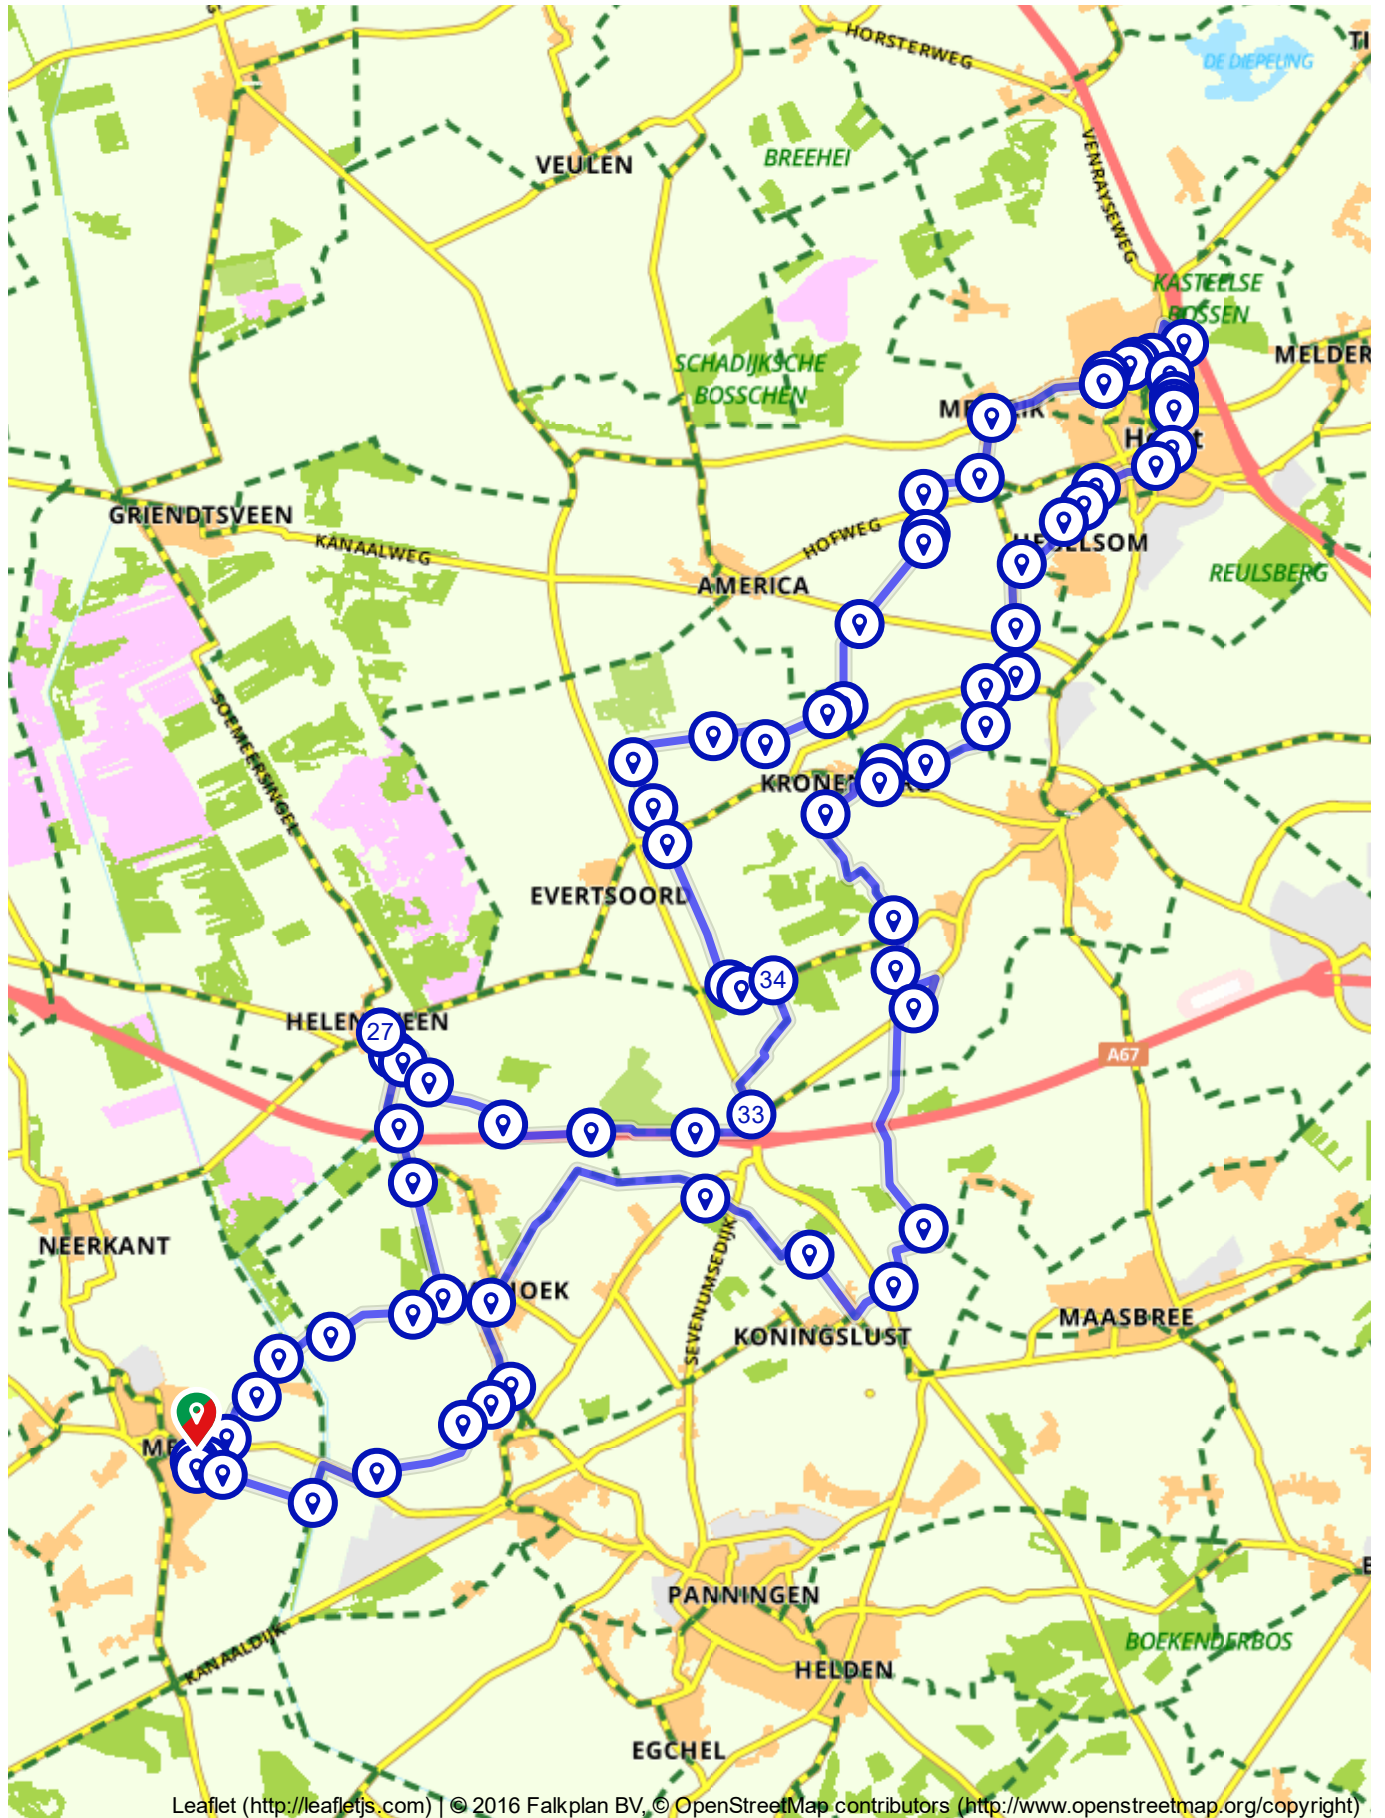 HORSTERWEG
TI
DE DIEPELING
VEULEN
BREEHEI
VENRAYSEWEG
KASTEELSE
BOSSEN
SCHADIJKSCHE
BOSSCHEN
MELDER
GRIENDTSVEEN
KANAALWEG
HOFWEG
AMERICA
REULSBERG
SOEMEERSINGEL
EVERTSOORD
34
27
A67
33
NEERKANT
SEVENUMSEDIJK
KONINGSLUST
MAASBREE
PANNINGEN
KANAALDIJK
BOEKENDERBOS
HELDEN
EGCHEL
Leaflet (http://leafletjs.com) | © 2016 Falkplan BV, © OpenStreetMap contributors (http://www.openstreetmap.org/copyright)